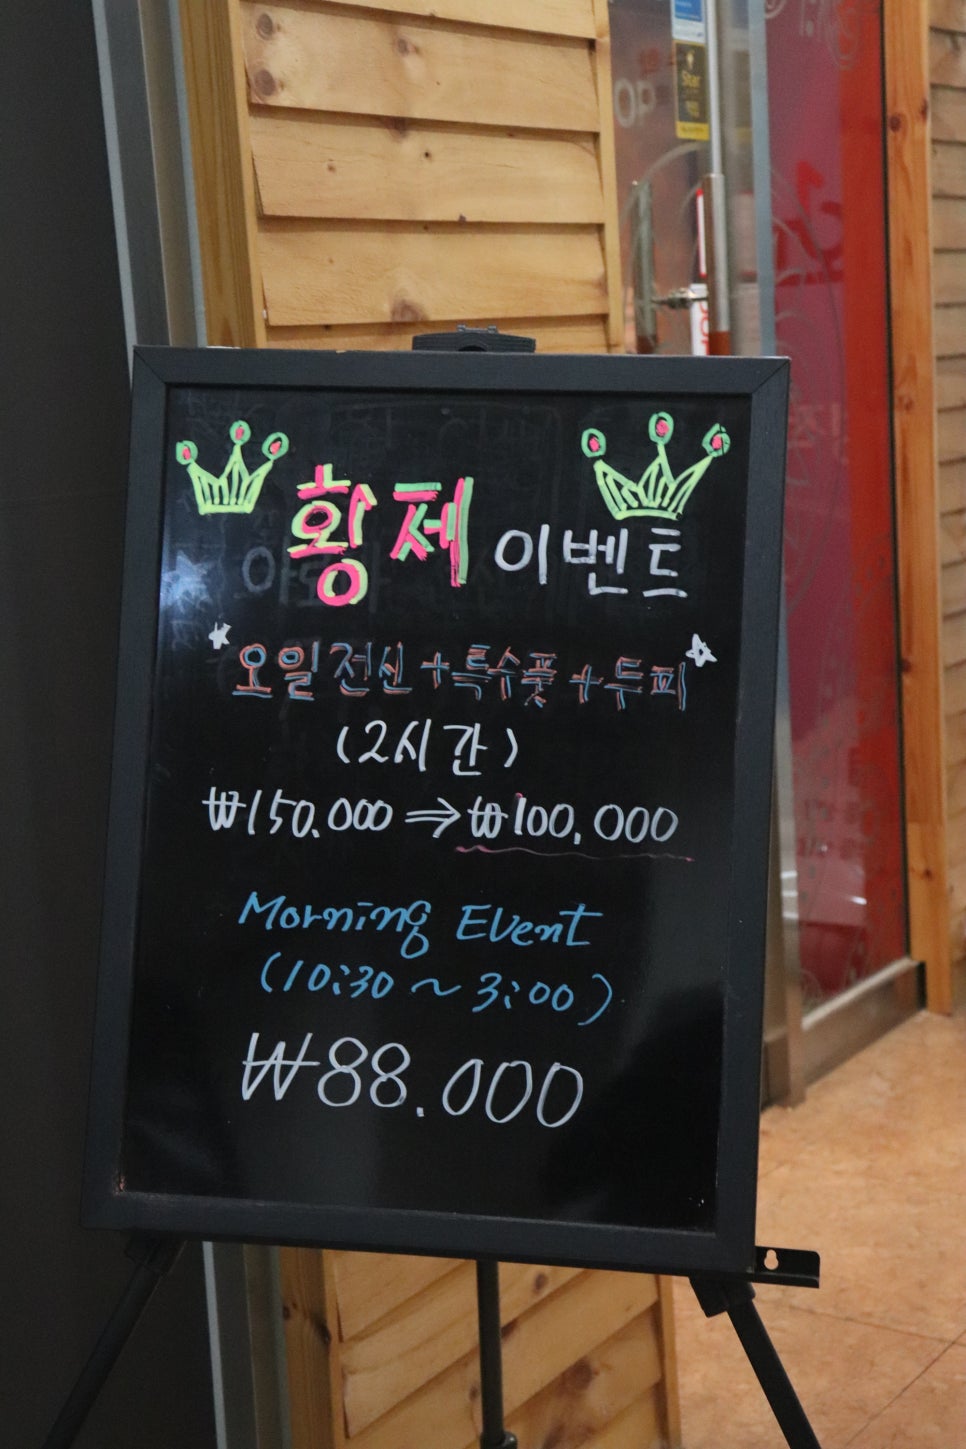 황제 이벤트
오일전신+특수풋+두피
(2시간)
₩150.000 ⇒ ₩100,000
Morning Event
(10:30 ~ 3:00)
₩88.000
Star